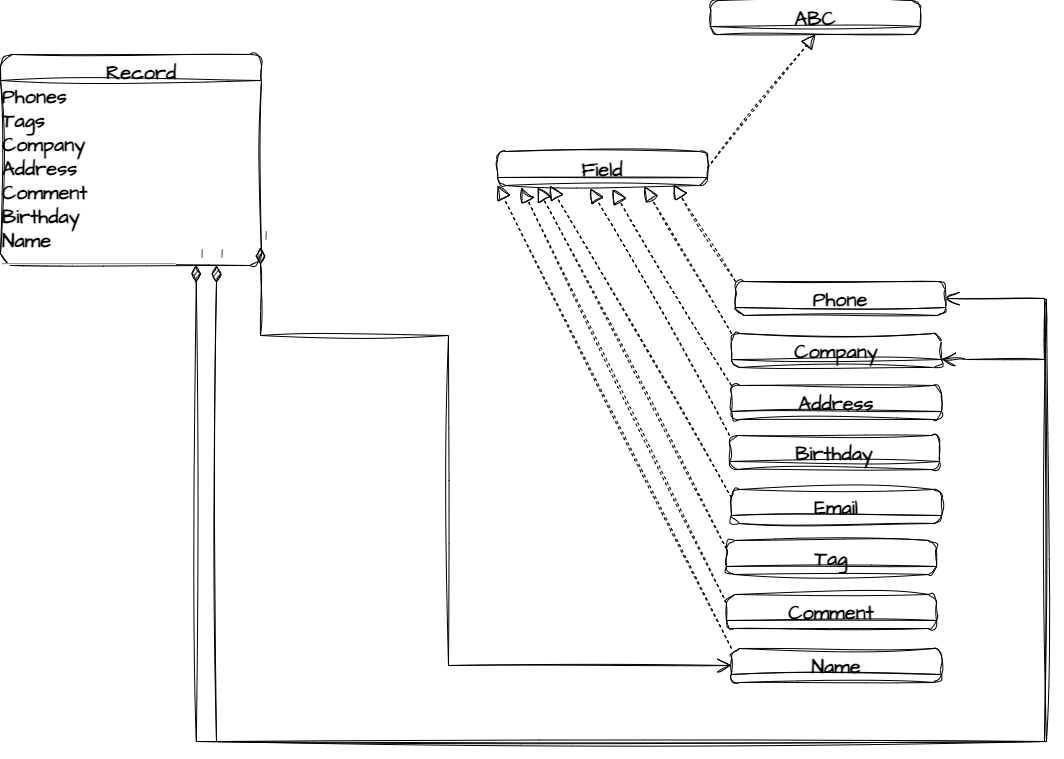 ABC
Record
Phones
Tags
Company
Address
Comment
Birthday
Name
Field
Phone
Company
Address
Birthday
Email
Tag
Comment
Name